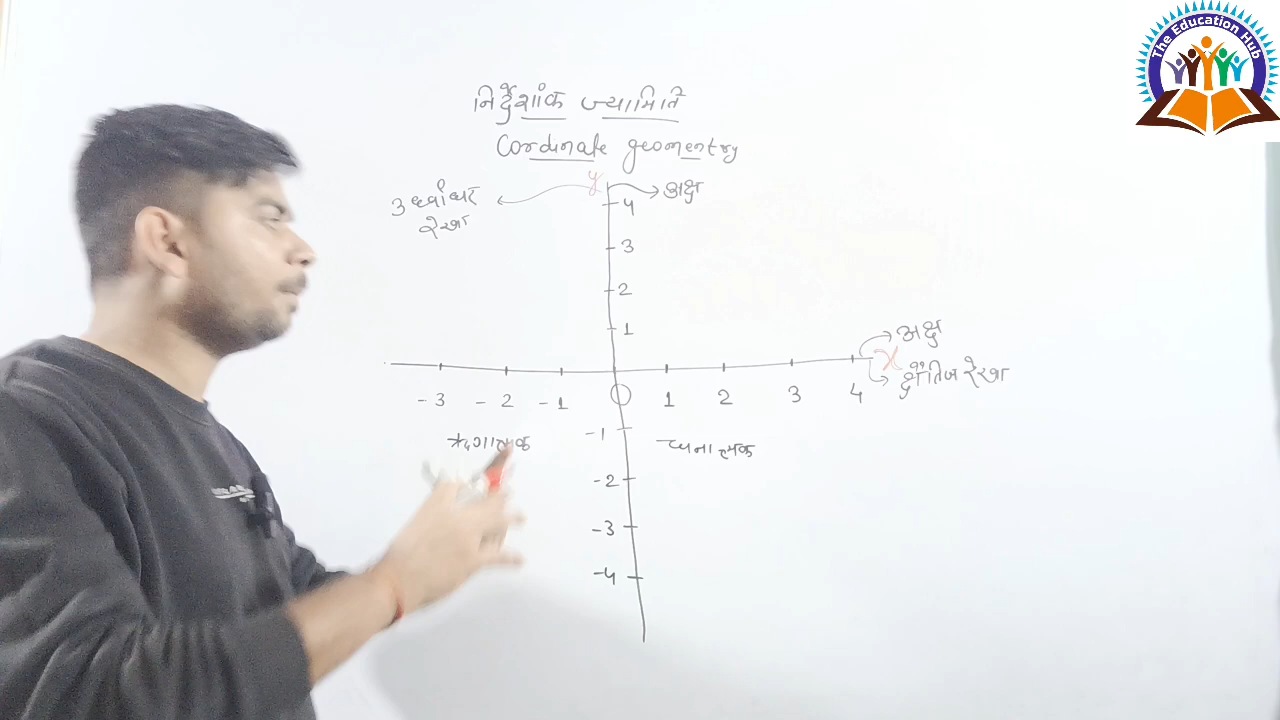 The Education Hub
निर्देशांक ज्यामिति
Cordinate geometry
y
अक्ष
उर्ध्वाधर
रेखा
4
3
2
1
अक्ष
x
क्षैतिज रेखा
-3 -2 -1 0 1 2 3 4
ऋणात्मक
धनात्मक
-1
-2
-3
-4